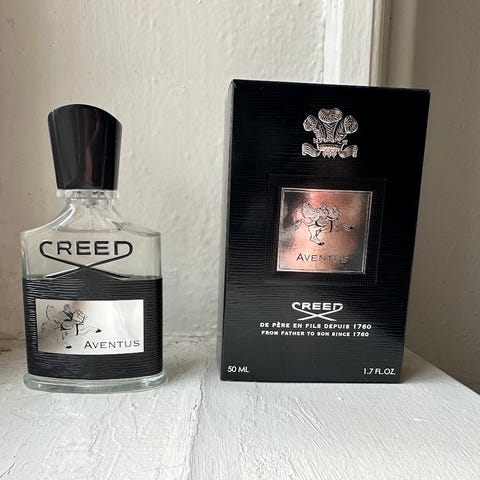 CREED
AVENTUS
AVENTUS
CREED
DE PÈRE EN FILS DEPUIS 1760
FROM FATHER TO SON SINCE 1760
50 ML 1.7 FL.OZ.